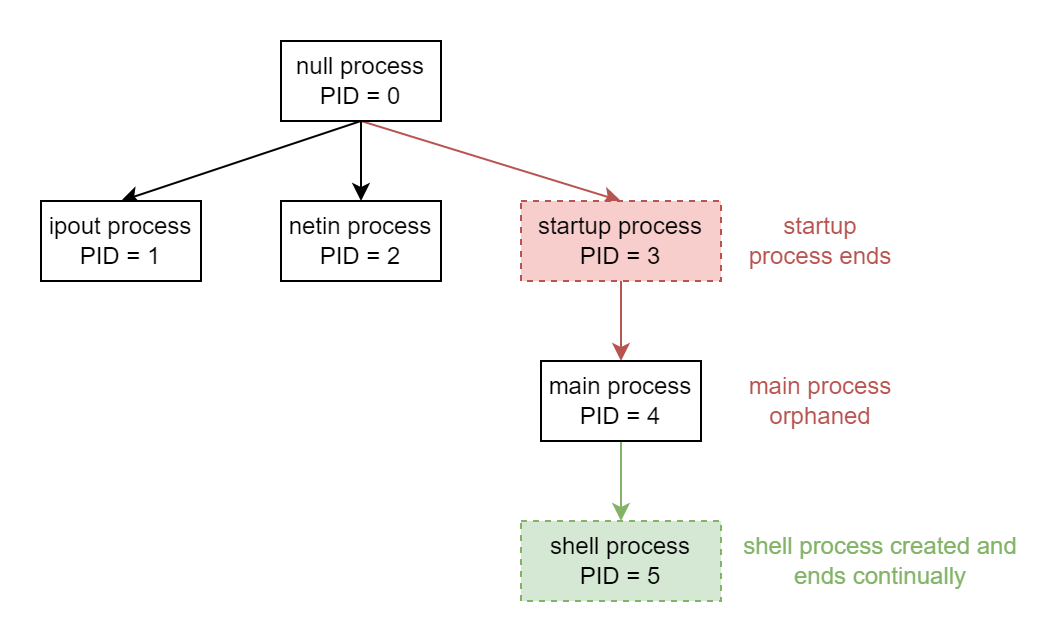 null process
PID = 0
ipout process
PID = 1
netin process
PID = 2
startup process
PID = 3
startup
process ends
main process
PID = 4
main process
orphaned
shell process
PID = 5
shell process created and
ends continually